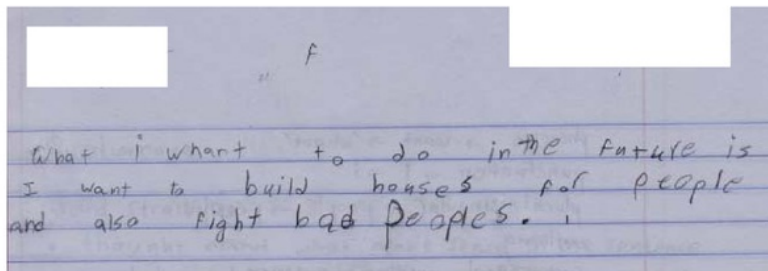 F
What i whant to do in the future is
I want to build houses for people
and also fight bad Peoples.